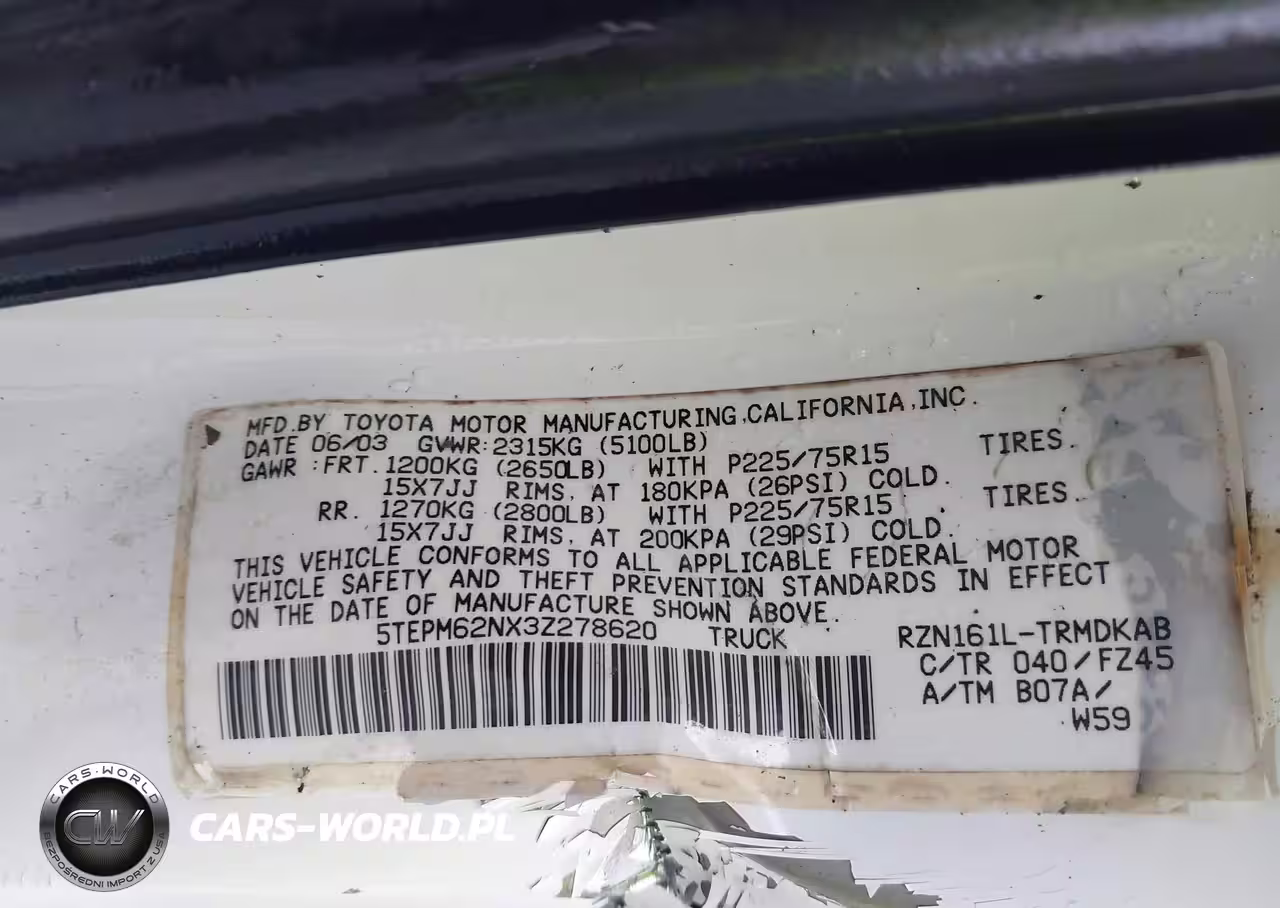 MFD.BY TOYOTA MOTOR MANUFACTURING,CALIFORNIA,INC.
DATE 06/03 GVWR:2315KG (5100LB)
GAWR :FRT.1200KG (2650LB) WITH P225/75R15 TIRES.
15X7JJ RIMS, AT 180KPA (26PSI) COLD.
RR. 1270KG (2800LB) WITH P225/75R15 TIRES.
15X7JJ RIMS, AT 200KPA (29PSI) COLD.
THIS VEHICLE CONFORMS TO ALL APPLICABLE FEDERAL MOTOR
VEHICLE SAFETY AND THEFT PREVENTION STANDARDS IN EFFECT
ON THE DATE OF MANUFACTURE SHOWN ABOVE.
5TEPM62NX3Z278620 TRUCK RZN161L-TRMDKAB
C/TR 040/FZ45
A/TM B07A/
W59
CARS-WORLD
CW
BEZPOŚREDNI IMPORT Z USA
CARS-WORLD.PL